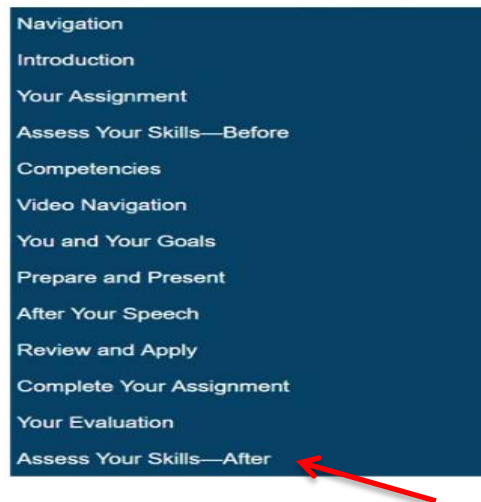 Navigation
Introduction
Your Assignment
Assess Your Skills—Before
Competencies
Video Navigation
You and Your Goals
Prepare and Present
After Your Speech
Review and Apply
Complete Your Assignment
Your Evaluation
Assess Your Skills—After